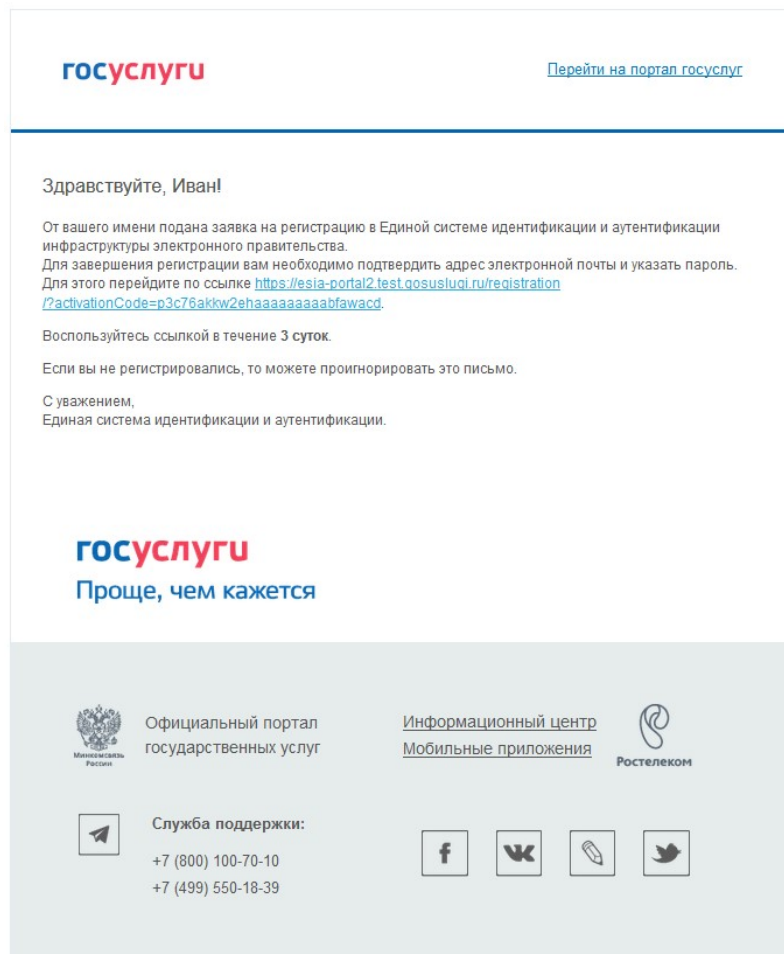 госуслуги
Перейти на портал госуслуг
Здравствуйте, Иван!
От вашего имени подана заявка на регистрацию в Единой системе идентификации и аутентификации
инфраструктуры электронного правительства.
Для завершения регистрации вам необходимо подтвердить адрес электронной почты и указать пароль.
Для этого перейдите по ссылке https://esia-portal2.test.gosuslugi.ru/registration
/?activationCode=p3c76akkw2ehaaaaaaaaabfawacd.
Воспользуйтесь ссылкой в течение 3 суток.
Если вы не регистрировались, то можете проигнорировать это письмо.
С уважением,
Единая система идентификации и аутентификации.
госуслуги
Проще, чем кажется
Официальный портал
государственных услуг
Минкомсвязь
России
Информационный центр
Мобильные приложения
Ростелеком
Служба поддержки:
+7 (800) 100-70-10
+7 (499) 550-18-39